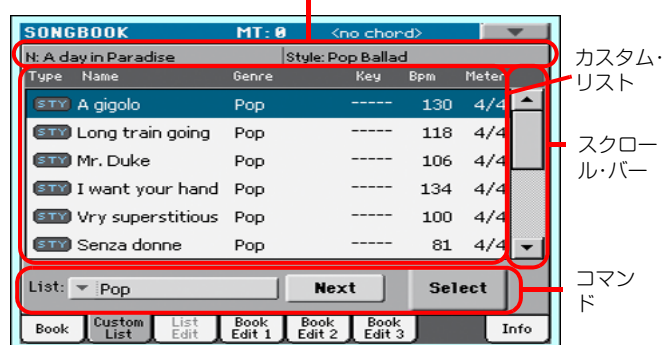 SONGBOOK MT: 0 <no chord>
N: A day in Paradise Style: Pop Ballad
Type Name Genre Key Bpm Meter
STY A gigolo Pop ----- 130 4/4
STY Long train going Pop ----- 118 4/4
STY Mr. Duke Pop ----- 106 4/4
STY I want your hand Pop ----- 134 4/4
STY Vry superstitious Pop ----- 100 4/4
STY Senza donne Pop ----- 81 4/4
List: Pop Next Select
Book Custom List List Edit Book Edit 1 Book Edit 2 Book Edit 3 Info
カスタム・
リスト
スクロー
ル・バー
コマン
ド